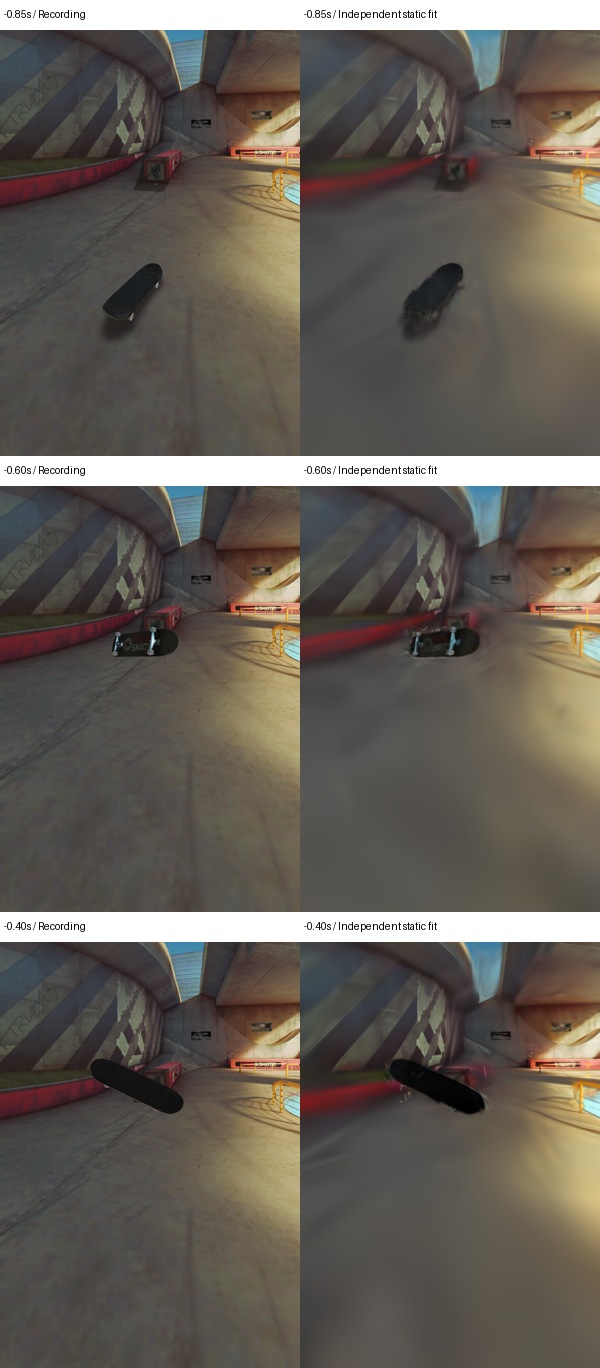 -0.85s / Recording
-0.85s / Independent static fit
-0.60s / Recording
-0.60s / Independent static fit
SKAT
-0.40s / Recording
-0.40s / Independent static fit